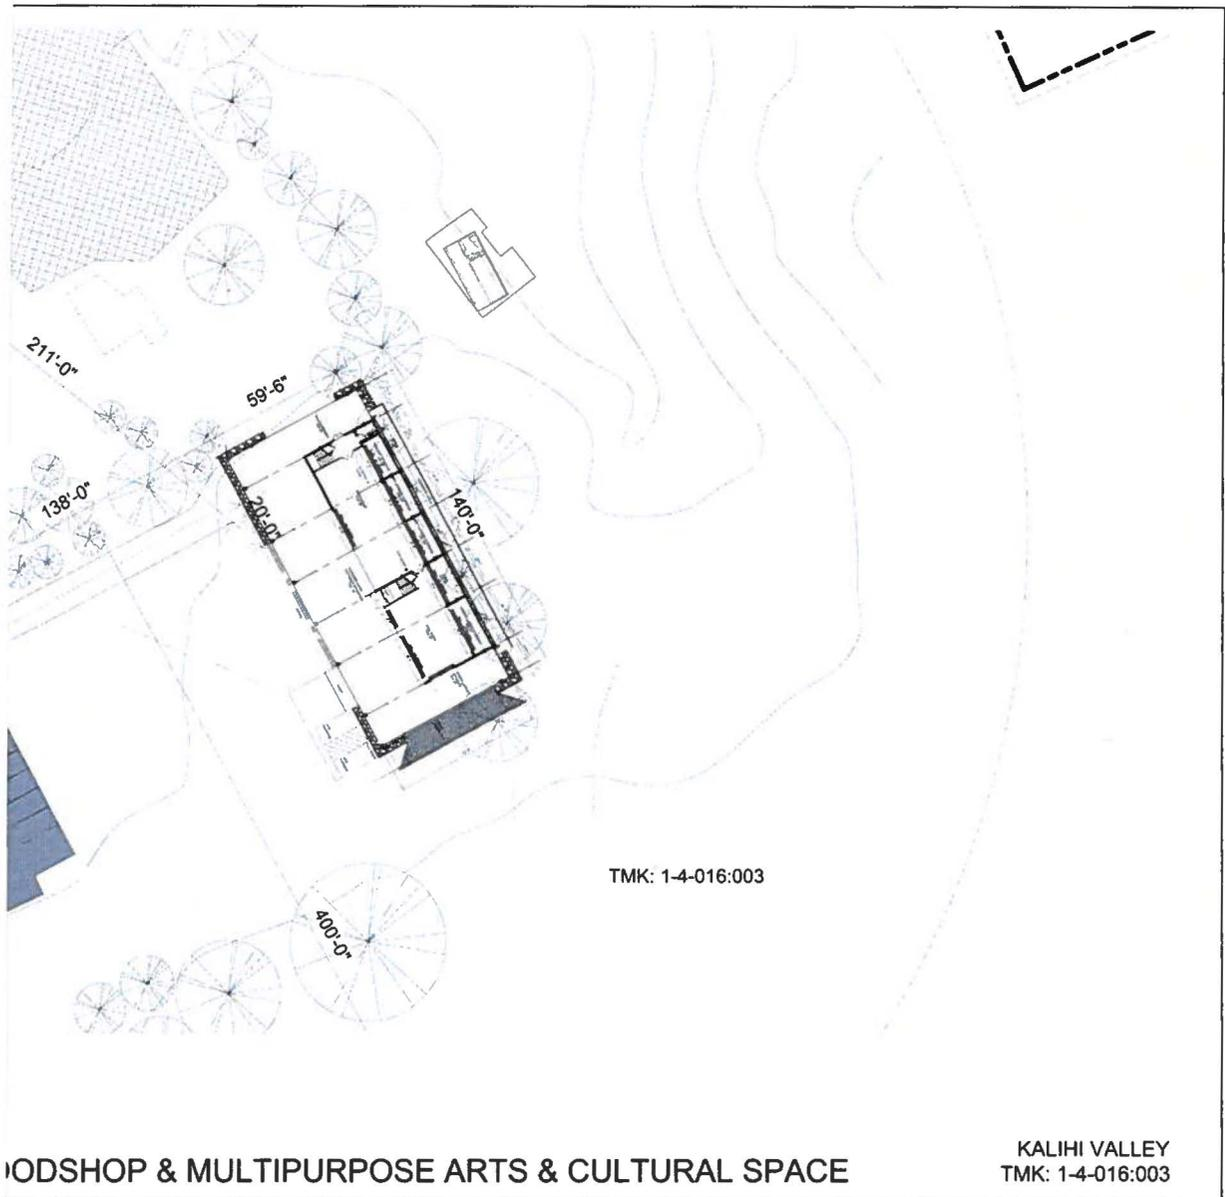 211'-0"
59'-6"
138'-0"
20'-0"
140'-0"
TMK: 1-4-016:003
400'-0"
ODSHOP & MULTIPURPOSE ARTS & CULTURAL SPACE
KALIHI VALLEY
TMK: 1-4-016:003